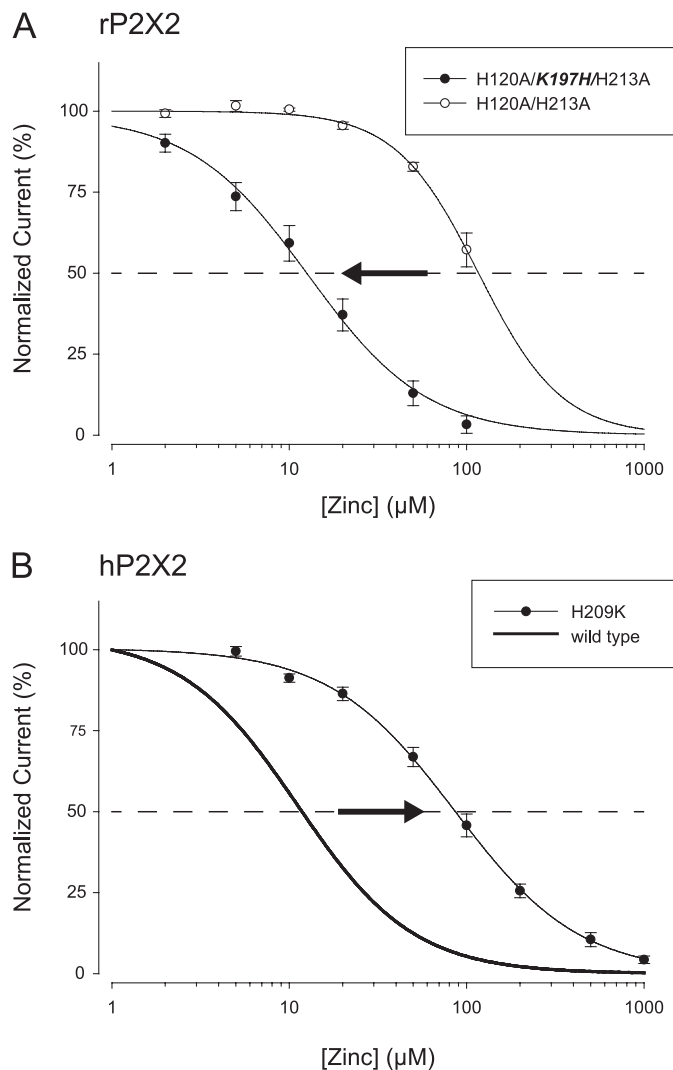 A rP2X2
H120A/K197H/H213A
H120A/H213A
Normalized Current (%)
100
75
50
25
0
1 10 100 1000
[Zinc] (µM)
B hP2X2
H209K
wild type
Normalized Current (%)
100
75
50
25
0
1 10 100 1000
[Zinc] (µM)